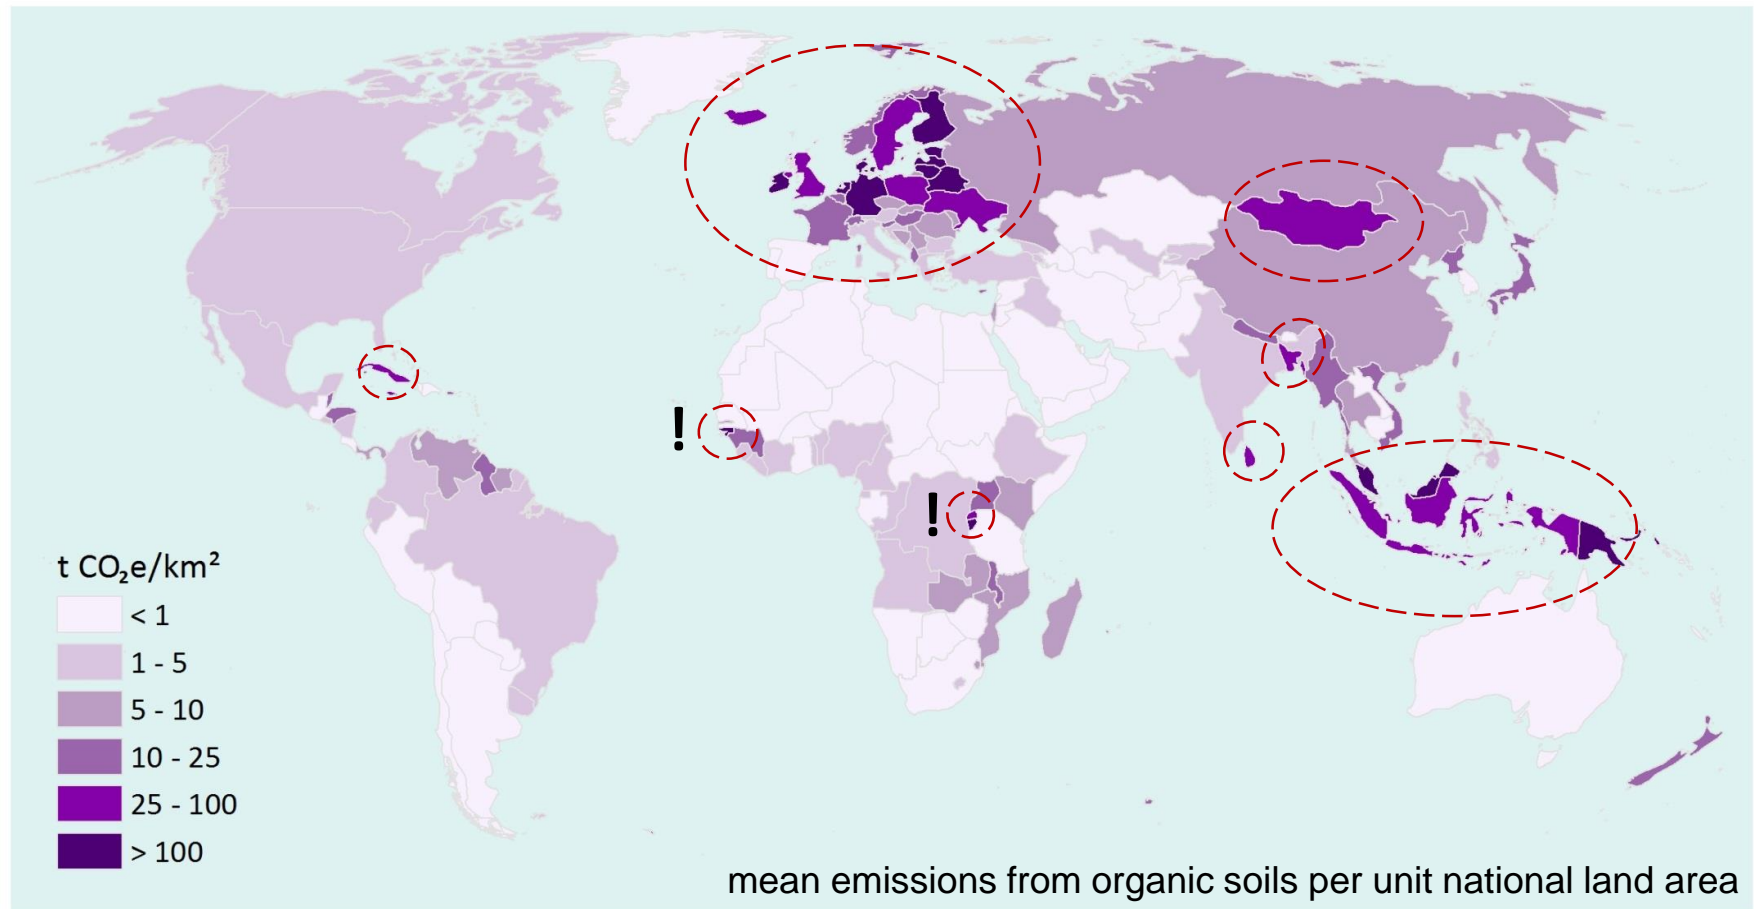 !
!
t CO₂e/km²
< 1
1 - 5
5 - 10
10 - 25
25 - 100
> 100
mean emissions from organic soils per unit national land area